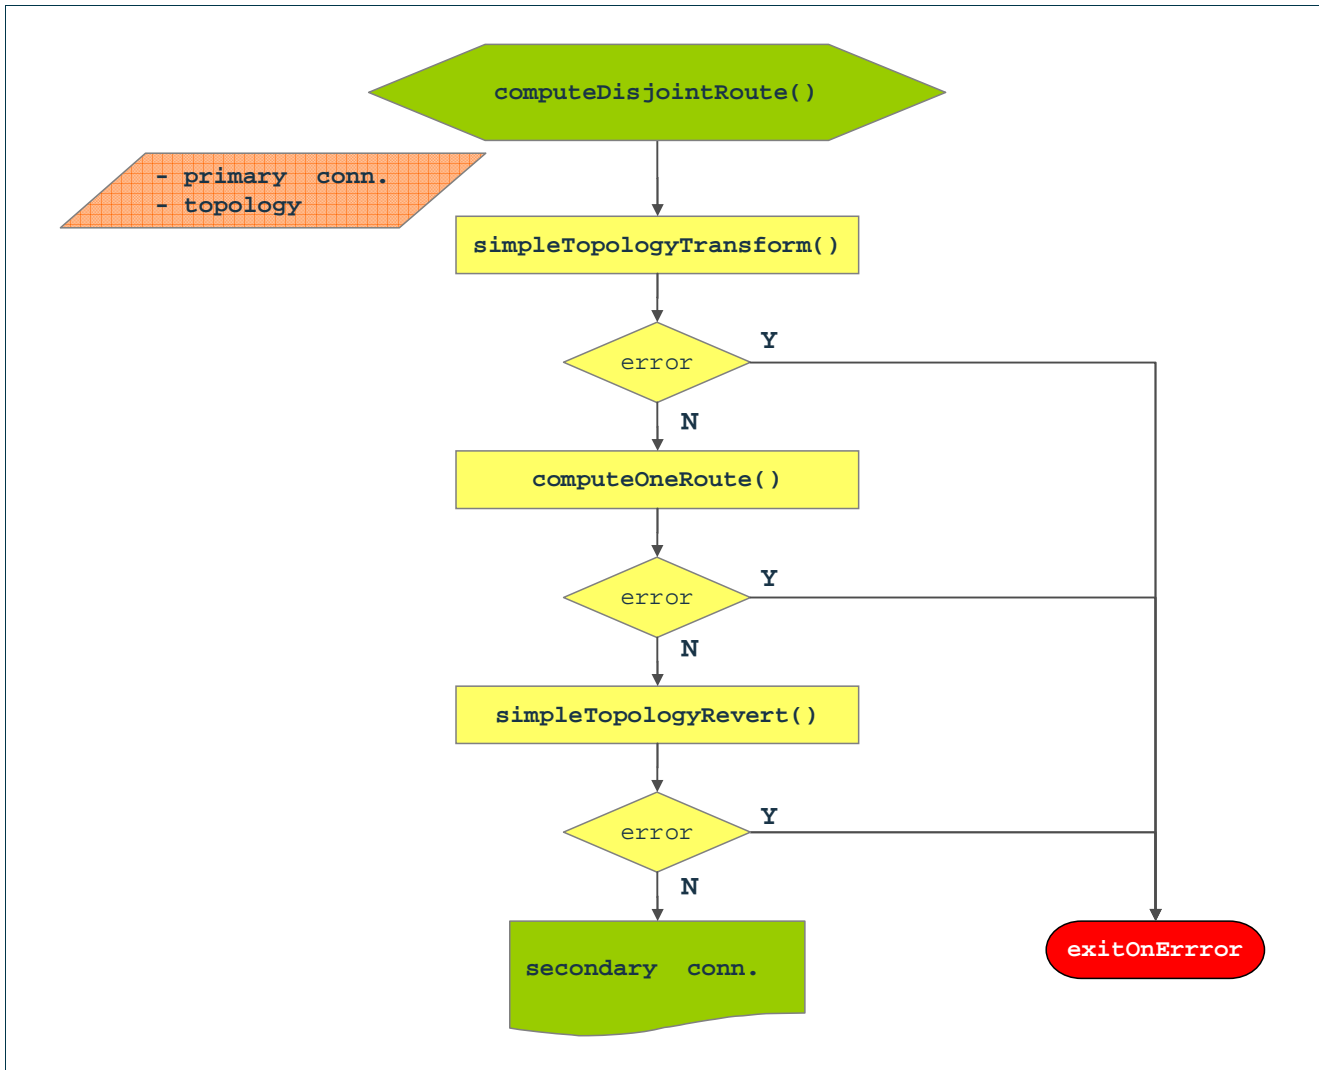 computeDisjointRoute()
- primary conn.
- topology
simpleTopologyTransform()
Y
error
N
computeOneRoute()
Y
error
N
simpleTopologyRevert()
Y
error
N
secondary conn.
exitOnErrror